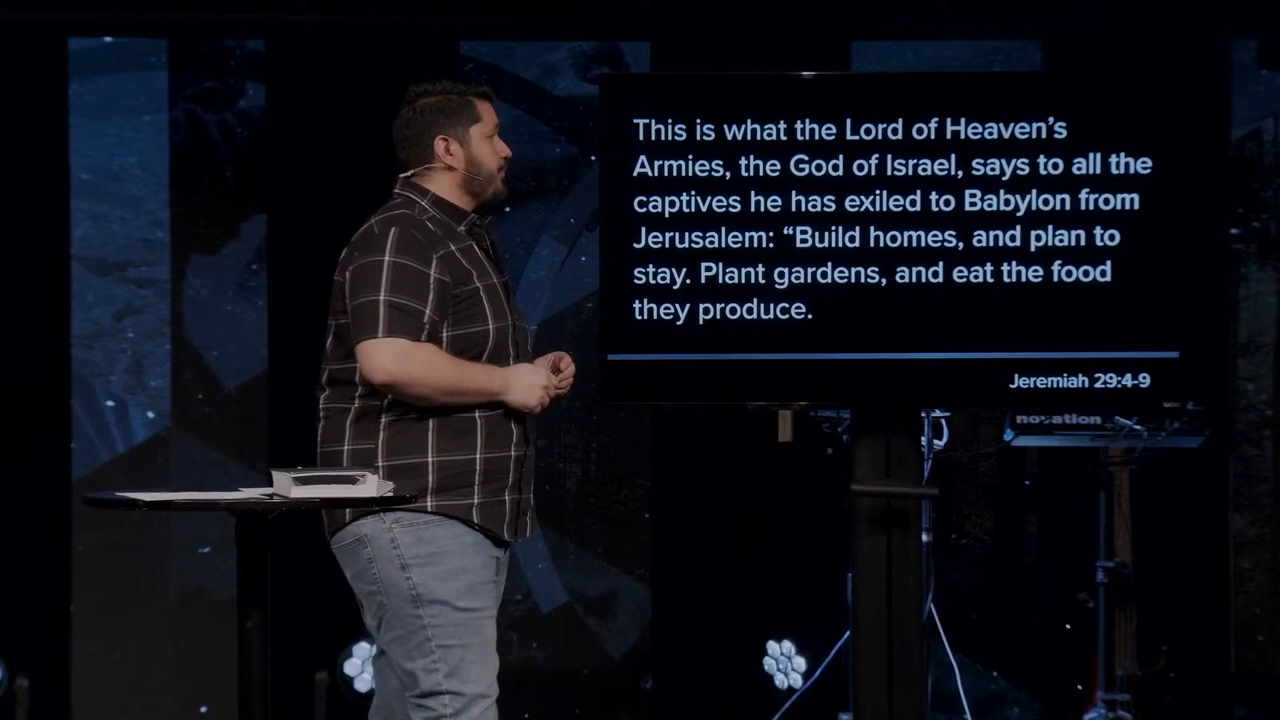 This is what the Lord of Heaven's
Armies, the God of Israel, says to all the
captives he has exiled to Babylon from
Jerusalem: “Build homes, and plan to
stay. Plant gardens, and eat the food
they produce.
Jeremiah 29:4-9
novation